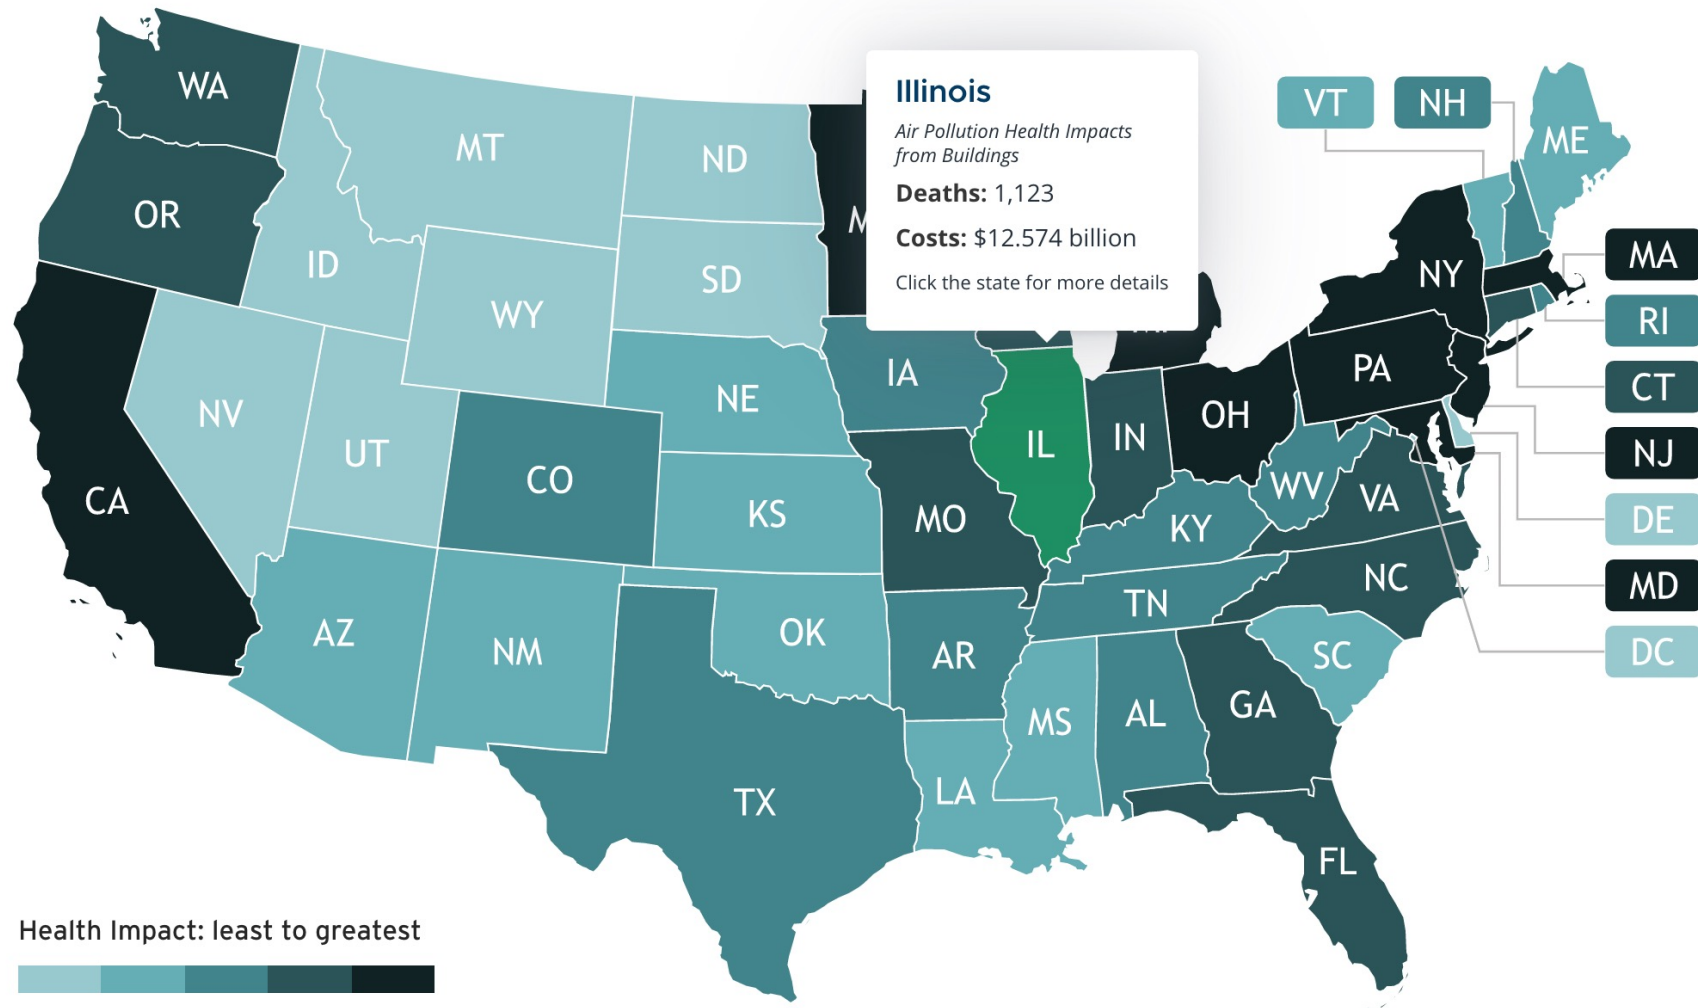 WA
OR
CA
ID
NV
MT
WY
UT
AZ
CO
NM
ND
SD
NE
KS
OK
TX
IA
MO
AR
LA
Illinois
Air Pollution Health Impacts
from Buildings
Deaths: 1,123
Costs: $12.574 billion
Click the state for more details
IL
IN
OH
KY
TN
MS
AL
GA
FL
SC
NC
VA
WV
PA
NY
VT
NH
ME
MA
RI
CT
NJ
DE
MD
DC
Health Impact: least to greatest